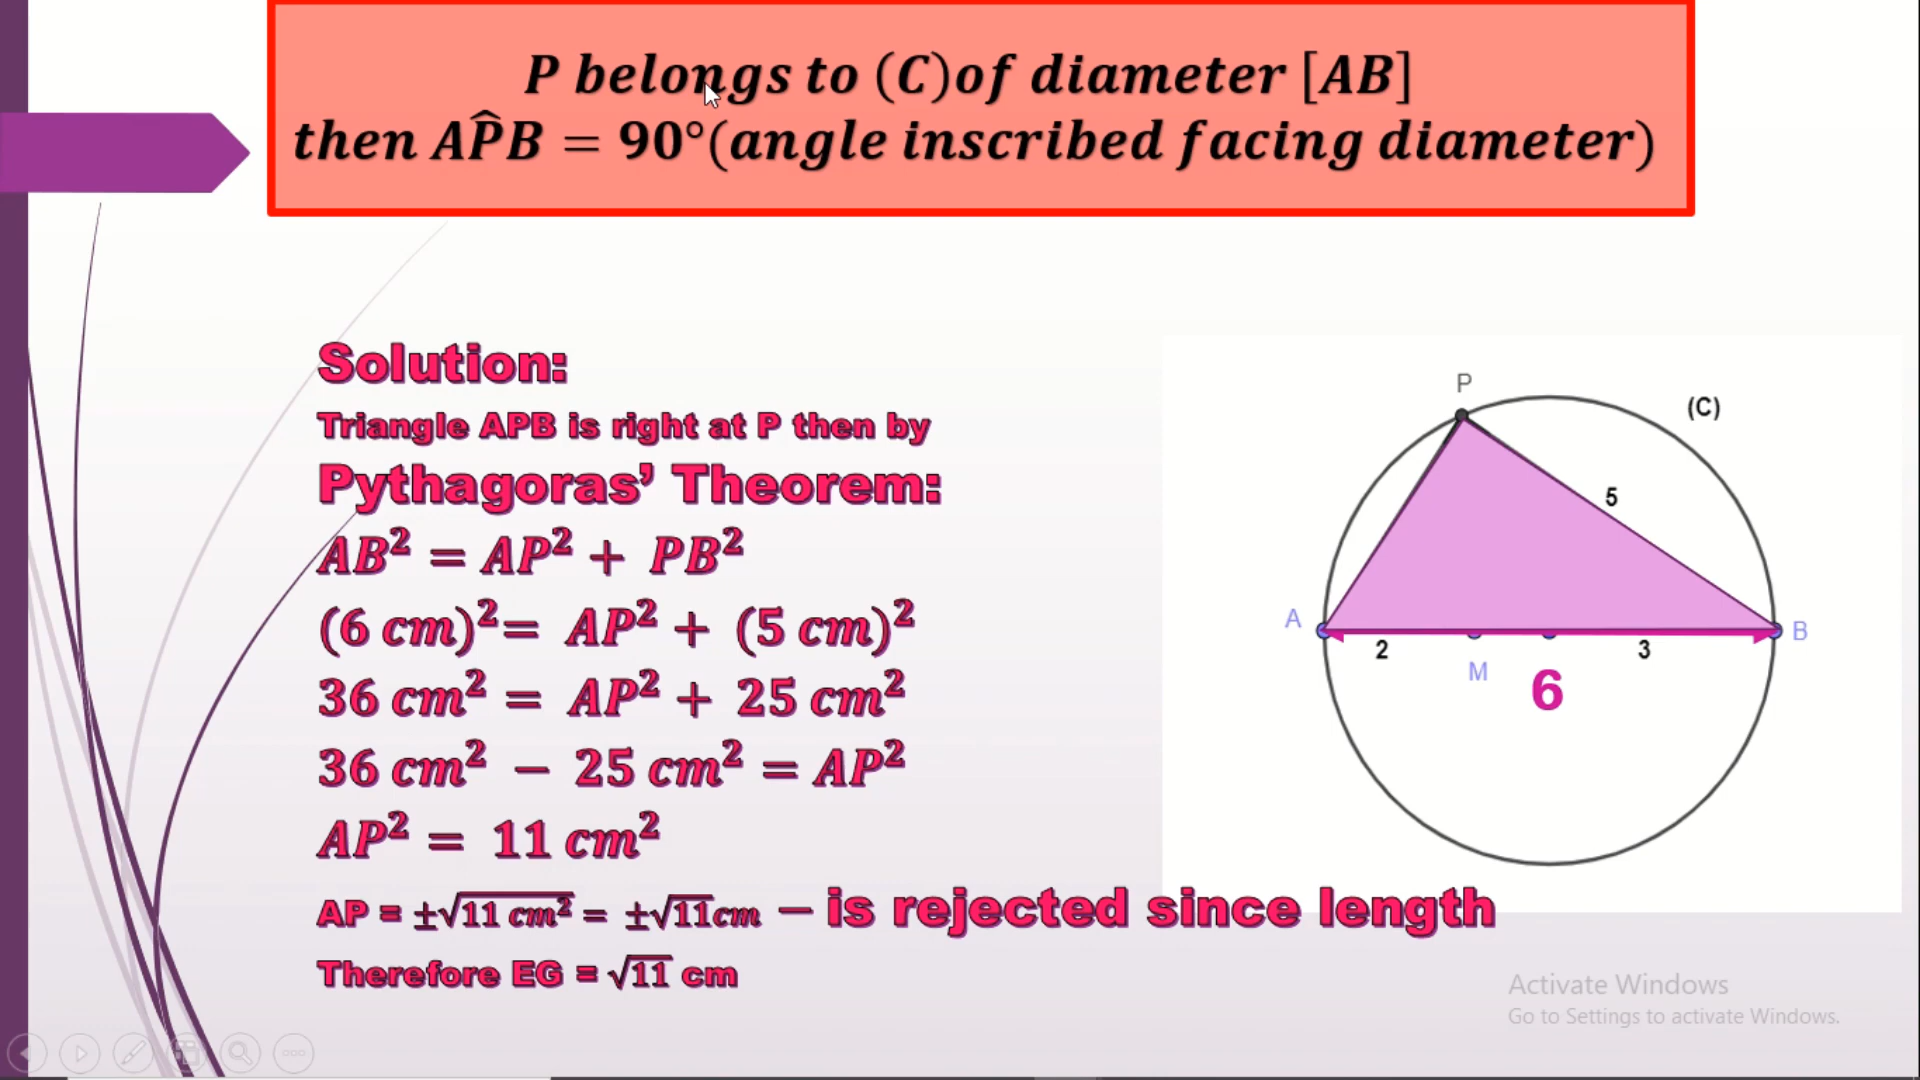 P belongs to (C)of diameter [AB]
then AP̂B = 90°(angle inscribed facing diameter)
Solution:
Triangle APB is right at P then by
Pythagoras’ Theorem:
AB² = AP² + PB²
(6 cm)²= AP² + (5 cm)²
36 cm² = AP² + 25 cm²
36 cm² − 25 cm² = AP²
AP² = 11 cm²
AP = ±√11 cm² = ±√11cm − is rejected since length
Therefore EG = √11 cm
P
(C)
5
A
B
2
3
M
6
Activate Windows
Go to Settings to activate Windows.